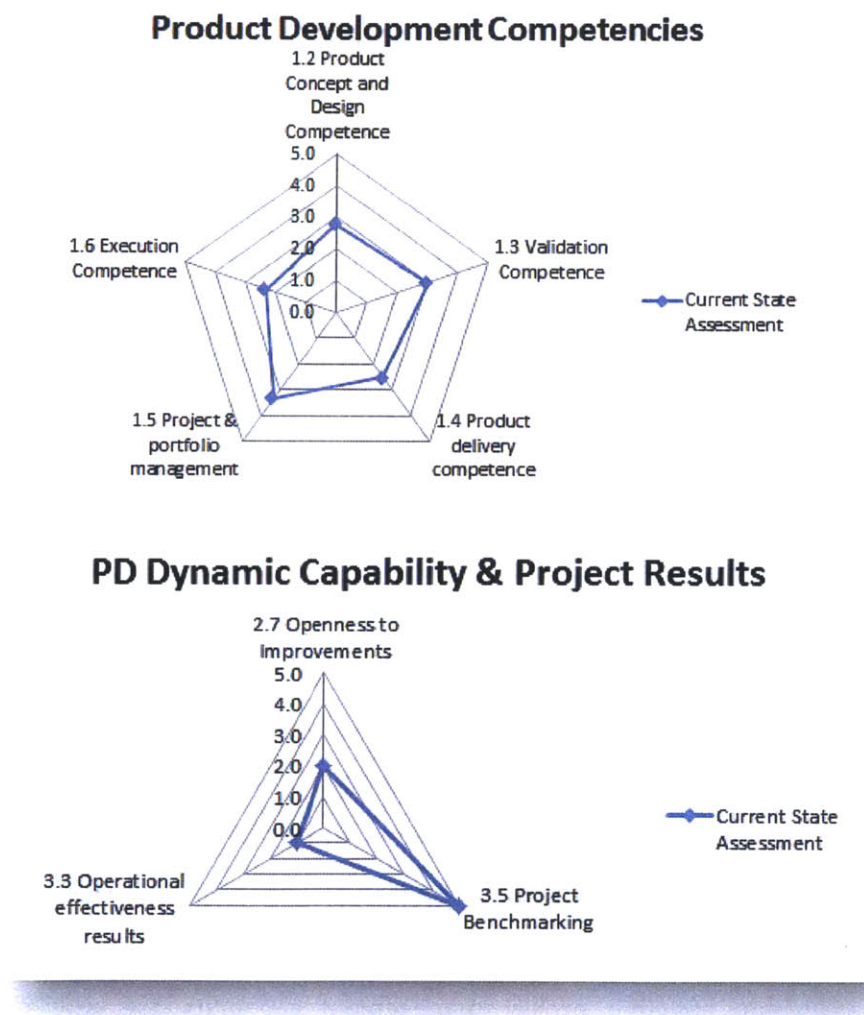 Product Development Competencies
1.2 Product
Concept and
Design
Competence
5.0
4.0
3.0
2.0
1.0
0.0
1.6 Execution
Competence
1.3 Validation
Competence
Current State
Assessment
1.5 Project &
portfolio
management
1.4 Product
delivery
competence
PD Dynamic Capability & Project Results
2.7 Openness to
improvements
5.0
4.0
3.0
2.0
1.0
0.0
Current State
Assessment
3.3 Operational
effectiveness
results
3.5 Project
Benchmarking